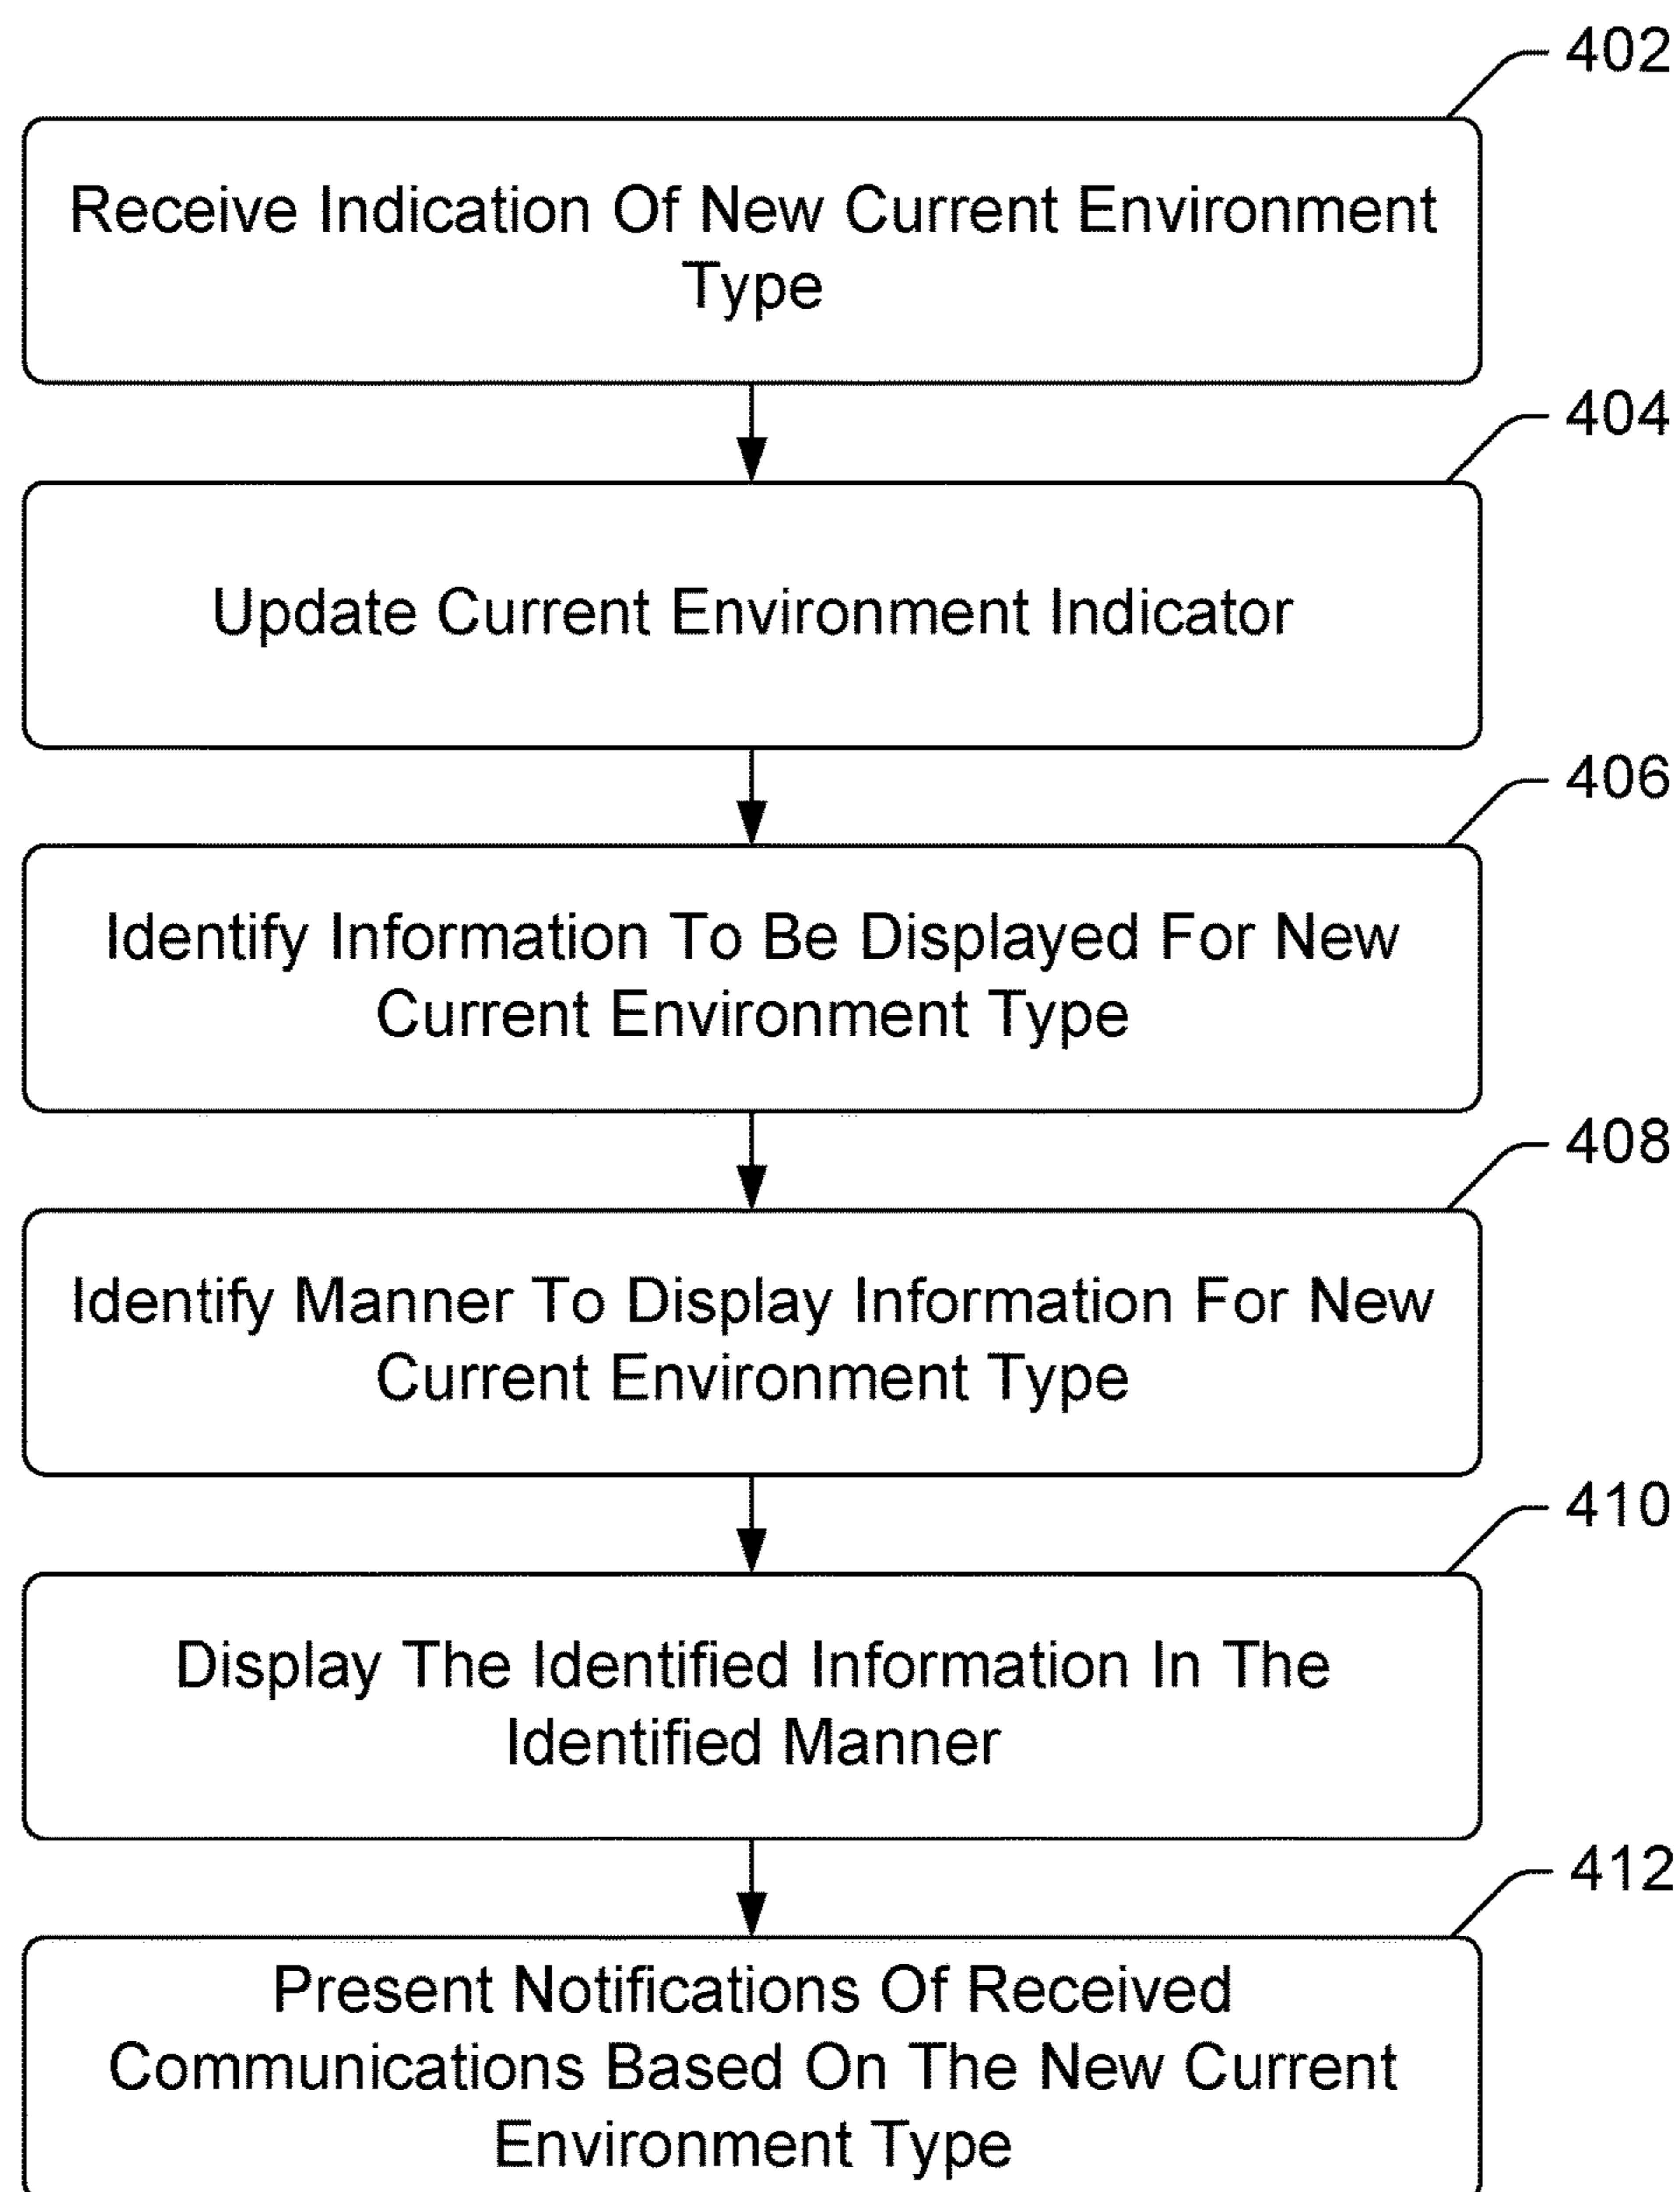 402
Receive Indication Of New Current Environment
Type
404
Update Current Environment Indicator
406
Identify Information To Be Displayed For New
Current Environment Type
408
Identify Manner To Display Information For New
Current Environment Type
410
Display The Identified Information In The
Identified Manner
412
Present Notifications Of Received
Communications Based On The New Current
Environment Type